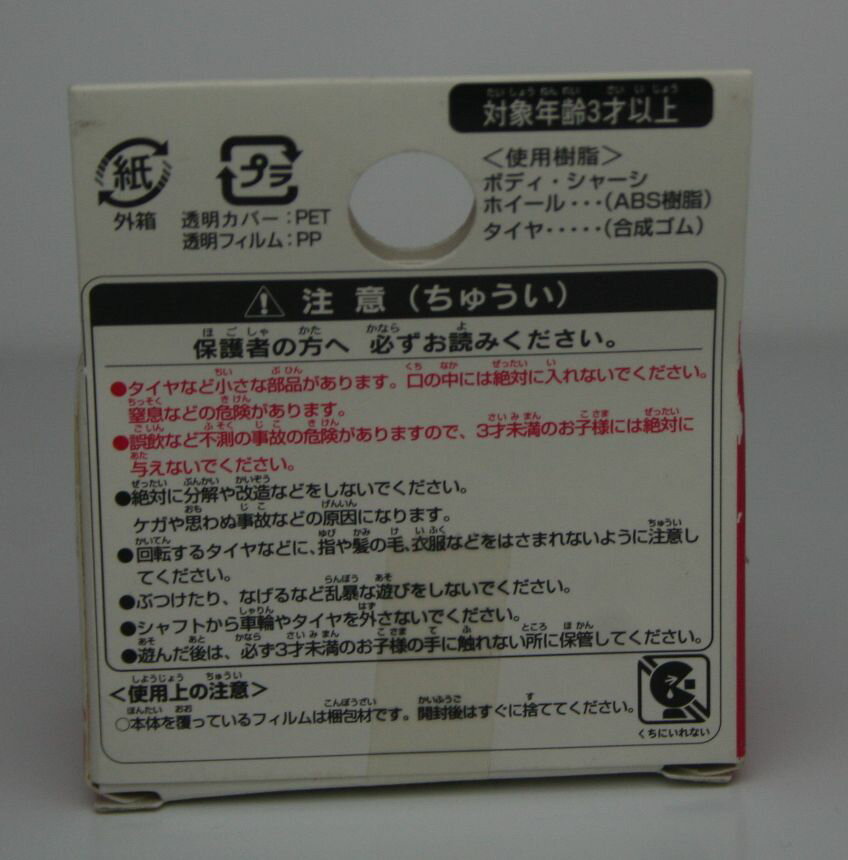 対象年齢3才以上
紙
外箱
プラ
透明カバー：PET
透明フィルム：PP
＜使用樹脂＞
ボディ・シャーシ
ホイール・・・(ABS樹脂)
タイヤ・・・・・(合成ゴム)
注意（ちゅうい）
保護者の方へ 必ずお読みください。
●タイヤなど小さな部品があります。口の中には絶対に入れないでください。
窒息などの危険があります。
●誤飲など不測の事故の危険がありますので、3才未満のお子様には絶対に
与えないでください。
●絶対に分解や改造などをしないでください。
ケガや思わぬ事故などの原因になります。
●回転するタイヤなどに、指や髪の毛、衣服などをはさまれないように注意し
てください。
●ぶつけたり、なげるなど乱暴な遊びをしないでください。
●シャフトから車輪やタイヤを外さないでください。
●遊んだ後は、必ず3才未満のお子様の手に触れない所に保管してください。
＜使用上の注意＞
○本体を覆っているフィルムは梱包材です。開封後はすぐに捨ててください。
くちにいれない